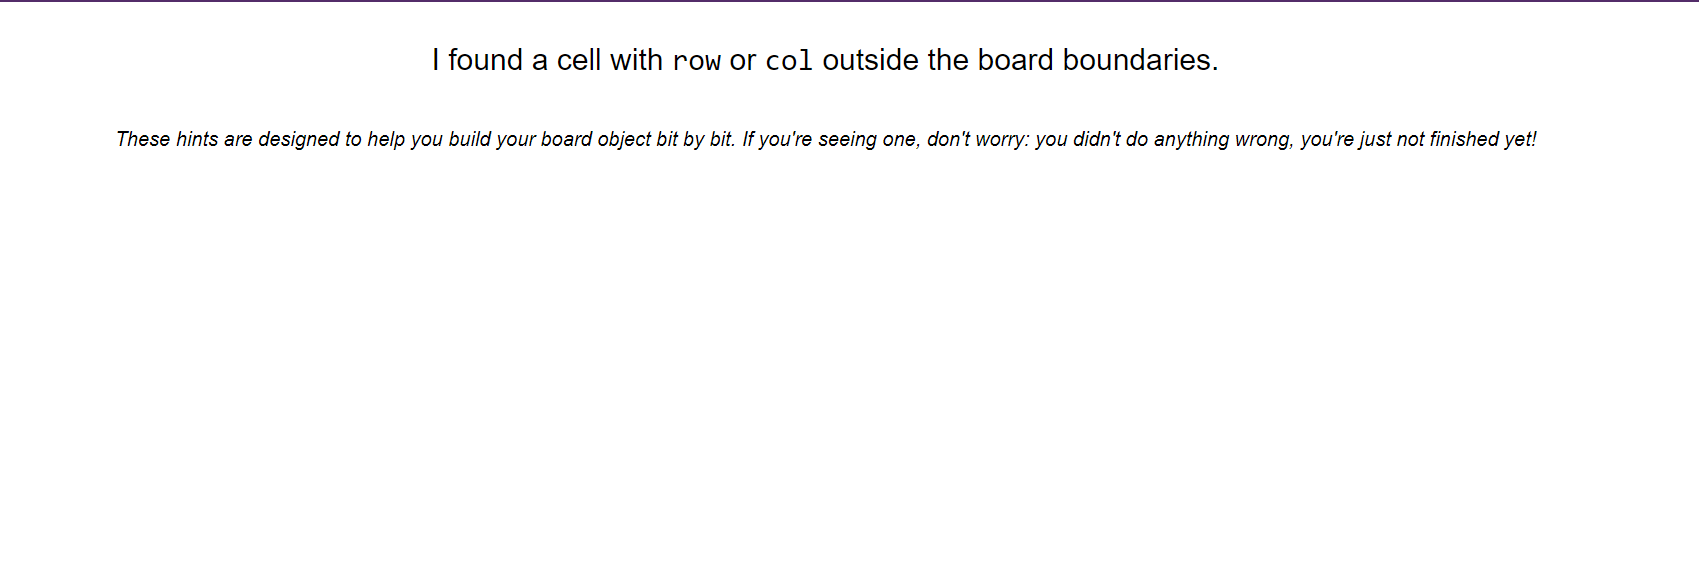 I found a cell with row or col outside the board boundaries.
These hints are designed to help you build your board object bit by bit. If you're seeing one, don't worry: you didn't do anything wrong, you're just not finished yet!